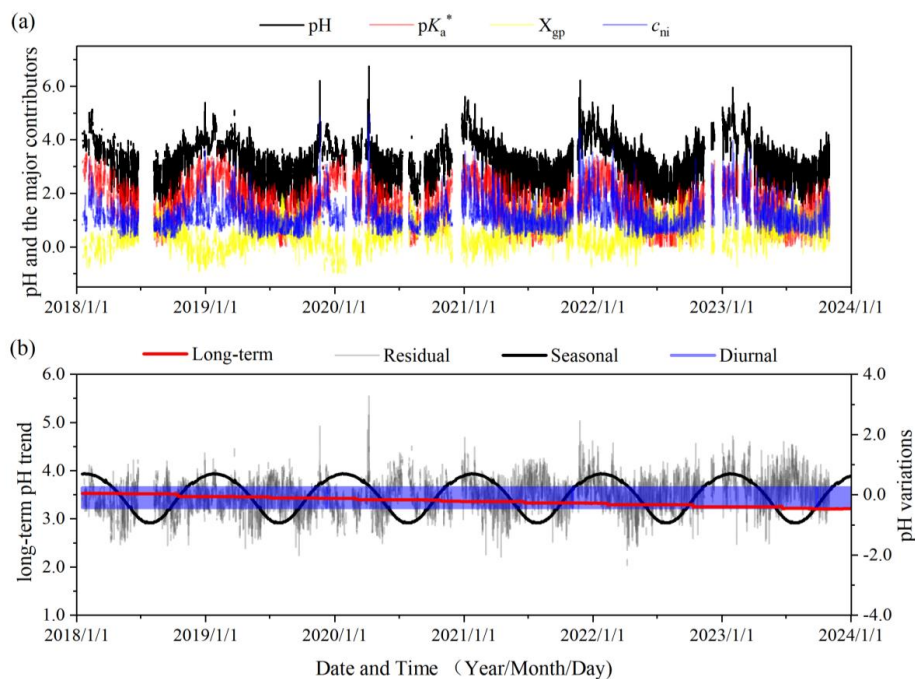 (a)
pH pKa* Xgp cni
pH and the major contributors
6.0
4.0
2.0
0.0
2018/1/1 2019/1/1 2020/1/1 2021/1/1 2022/1/1 2023/1/1 2024/1/1
(b)
Long-term Residual Seasonal Diurnal
long-term pH trend
6.0
5.0
4.0
3.0
2.0
1.0
4.0
2.0
0.0
-2.0
-4.0
pH variations
2018/1/1 2019/1/1 2020/1/1 2021/1/1 2022/1/1 2023/1/1 2024/1/1
Date and Time （Year/Month/Day)